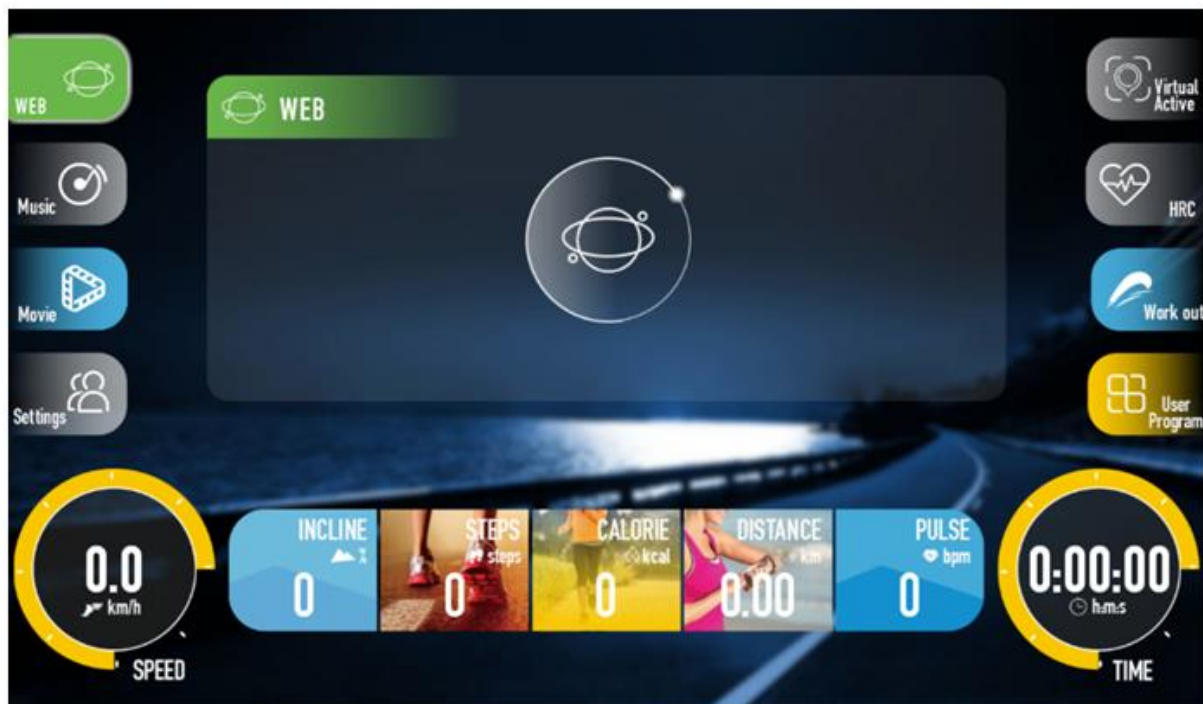 WEB
Music
Movie
Settings
WEB
Virtual
Active
HRC
Work out
User
Program
0.0
km/h
SPEED
INCLINE
%
0
STEPS
steps
0
CALORIE
kcal
0
DISTANCE
km
0.00
PULSE
bpm
0
0:00:00
h:m:s
TIME